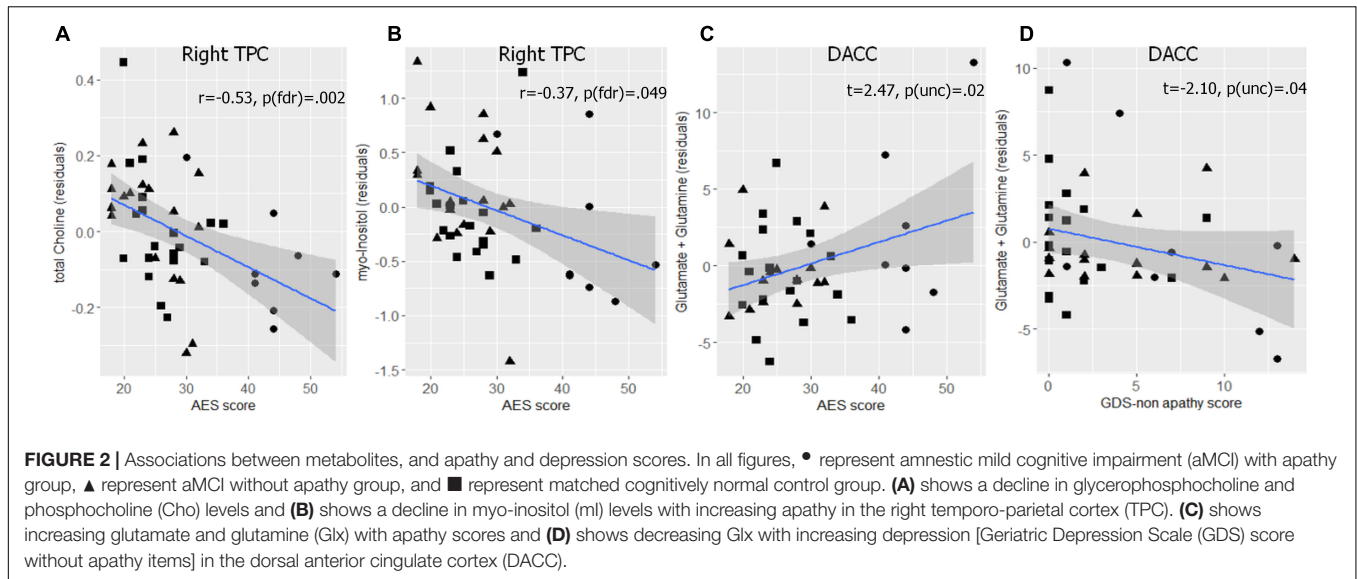 A
Right TPC
r=-0.53, p(fdr)=.002
0.4
0.2
0.0
-0.2
total Choline (residuals)
20
30
40
50
AES score
B
Right TPC
r=-0.37, p(fdr)=.049
1.0
0.5
0.0
-0.5
-1.0
-1.5
myo-inositol (residuals)
20
30
40
50
AES score
C
DACC
t=2.47, p(unc)=.02
10
5
0
-5
Glutamate + Glutamine (residuals)
20
30
40
50
AES score
D
DACC
t=-2.10, p(unc)=.04
10
5
0
-5
Glutamate + Glutamine (residuals)
0
5
10
GDS-non apathy score
FIGURE 2 | Associations between metabolites, and apathy and depression scores. In all figures, ● represent amnestic mild cognitive impairment (aMCI) with apathy
group, ▲ represent aMCI without apathy group, and ■ represent matched cognitively normal control group. (A) shows a decline in glycerophosphocholine and
phosphocholine (Cho) levels and (B) shows a decline in myo-inositol (mI) levels with increasing apathy in the right temporo-parietal cortex (TPC). (C) shows
increasing glutamate and glutamine (Glx) with apathy scores and (D) shows decreasing Glx with increasing depression [Geriatric Depression Scale (GDS) score
without apathy items] in the dorsal anterior cingulate cortex (DACC).